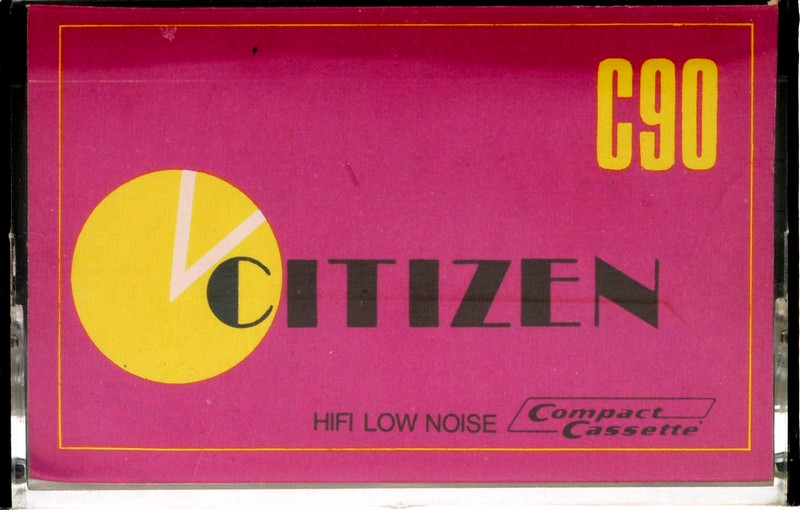 C90
CITIZEN
HIFI LOW NOISE
Compact
Cassette